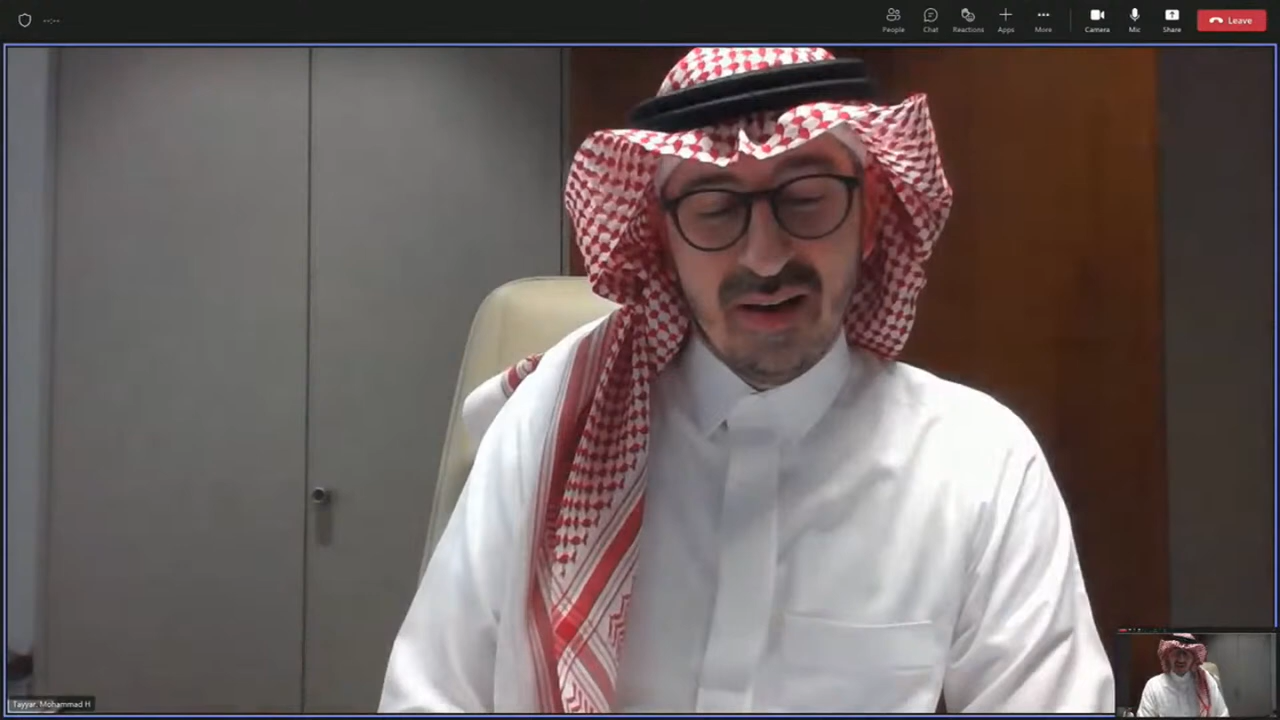 --:--
People
Chat
Reactions
Apps
More
Camera
Mic
Share
Leave
Tayyar, Mohammad H